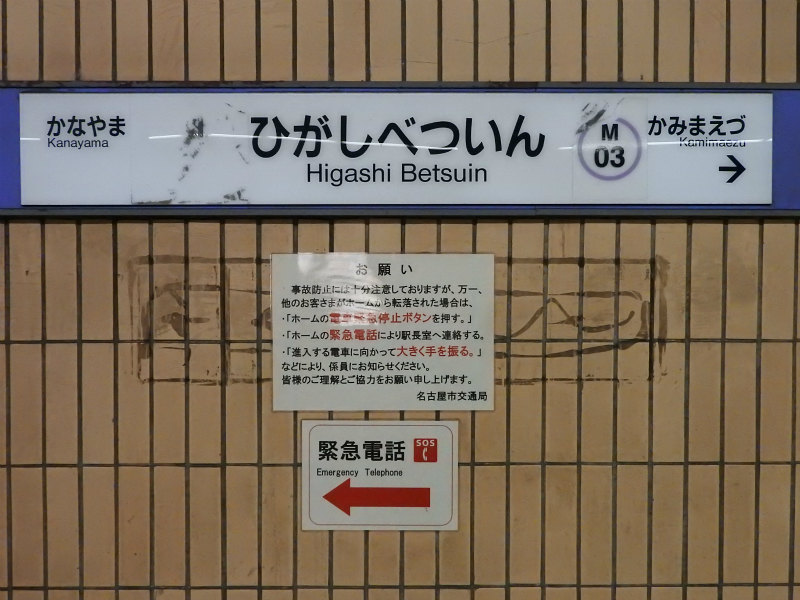 かなやま
Kanayama
ひがしべついん
Higashi Betsuin
M
03
かみまえづ
Kamimaezu
お願い
事故防止には十分注意しておりますが、万一、
他のお客さまがホームから転落された場合は、
・「ホームの電車緊急停止ボタンを押す。」
・「ホームの緊急電話により駅長室へ連絡する。
・「進入する電車に向かって大きく手を振る。」
などにより、係員にお知らせください。
皆様のご理解とご協力をお願い申し上げます。
名古屋市交通局
緊急電話
SOS
Emergency Telephone